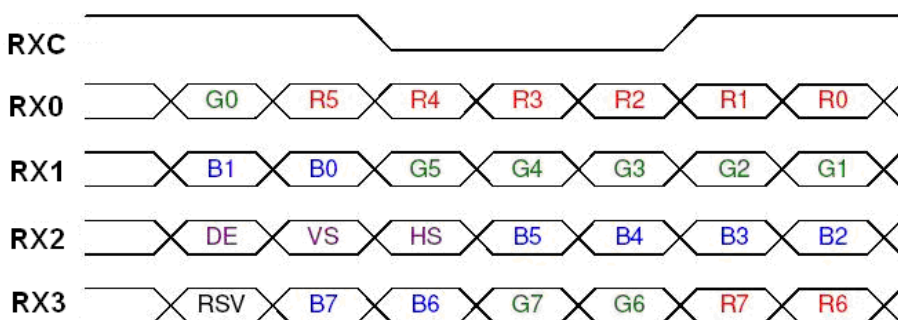 RXC
RX0 G0 R5 R4 R3 R2 R1 R0
RX1 B1 B0 G5 G4 G3 G2 G1
RX2 DE VS HS B5 B4 B3 B2
RX3 RSV B7 B6 G7 G6 R7 R6